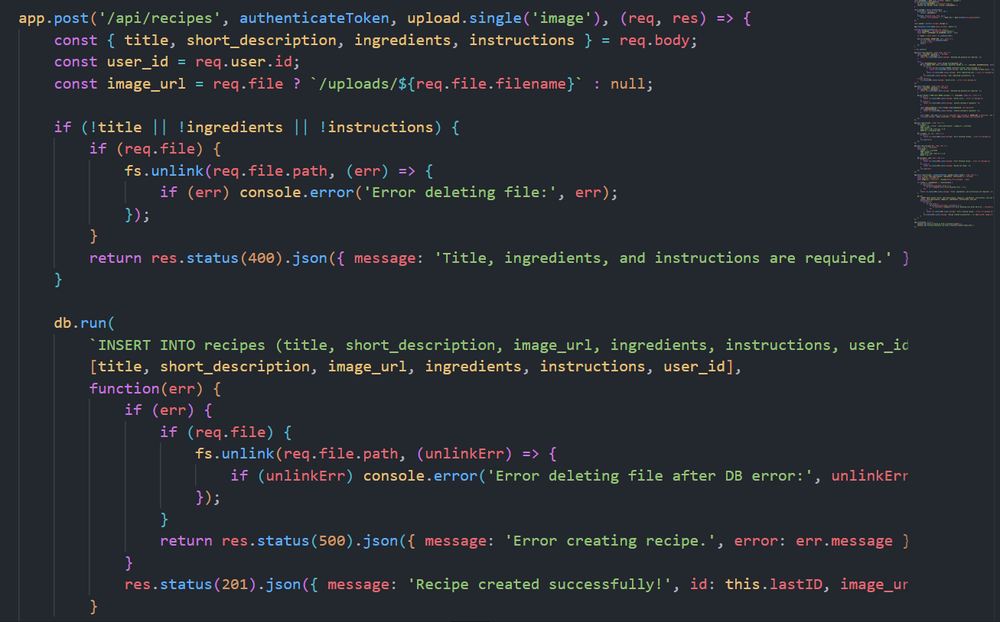 app.post('/api/recipes', authenticateToken, upload.single('image'), (req, res) => {
    const { title, short_description, ingredients, instructions } = req.body;
    const user_id = req.user.id;
    const image_url = req.file ? `/uploads/${req.file.filename}` : null;

    if (!title || !ingredients || !instructions) {
        if (req.file) {
            fs.unlink(req.file.path, (err) => {
                if (err) console.error('Error deleting file:', err);
            });
        }
        return res.status(400).json({ message: 'Title, ingredients, and instructions are required.' }
    }

    db.run(
        `INSERT INTO recipes (title, short_description, image_url, ingredients, instructions, user_id
        [title, short_description, image_url, ingredients, instructions, user_id],
        function(err) {
            if (err) {
                if (req.file) {
                    fs.unlink(req.file.path, (unlinkErr) => {
                        if (unlinkErr) console.error('Error deleting file after DB error:', unlinkErr
                    });
                }
                return res.status(500).json({ message: 'Error creating recipe.', error: err.message }
            }
            res.status(201).json({ message: 'Recipe created successfully!', id: this.lastID, image_ur
        }